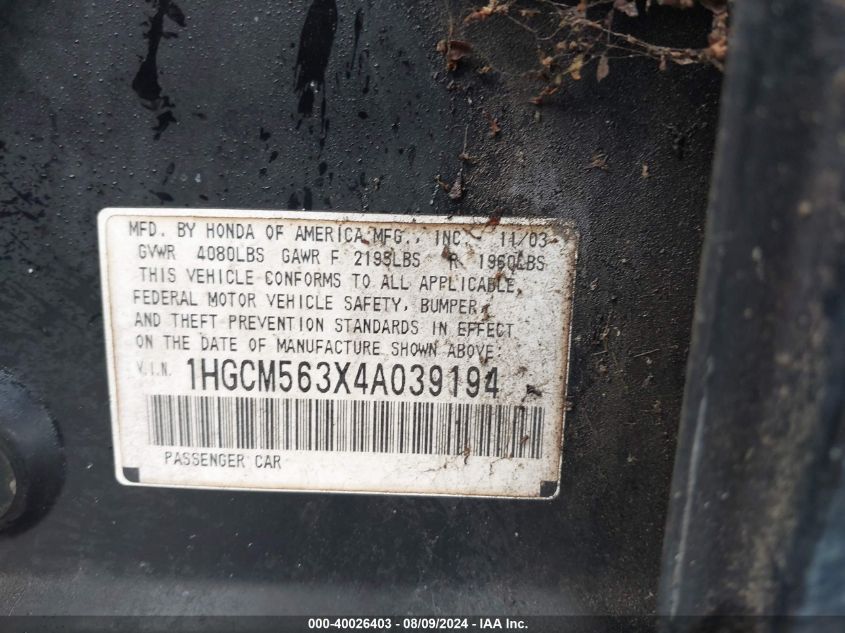 MFD. BY HONDA OF AMERICA MFG., INC. 11/03
GVWR 4080LBS GAWR F 2195LBS R 1960LBS
THIS VEHICLE CONFORMS TO ALL APPLICABLE
FEDERAL MOTOR VEHICLE SAFETY, BUMPER,
AND THEFT PREVENTION STANDARDS IN EFFECT
ON THE DATE OF MANUFACTURE SHOWN ABOVE.
V.I.N. 1HGCM563X4A039194
PASSENGER CAR
000-40026403 - 08/09/2024 - IAA Inc.